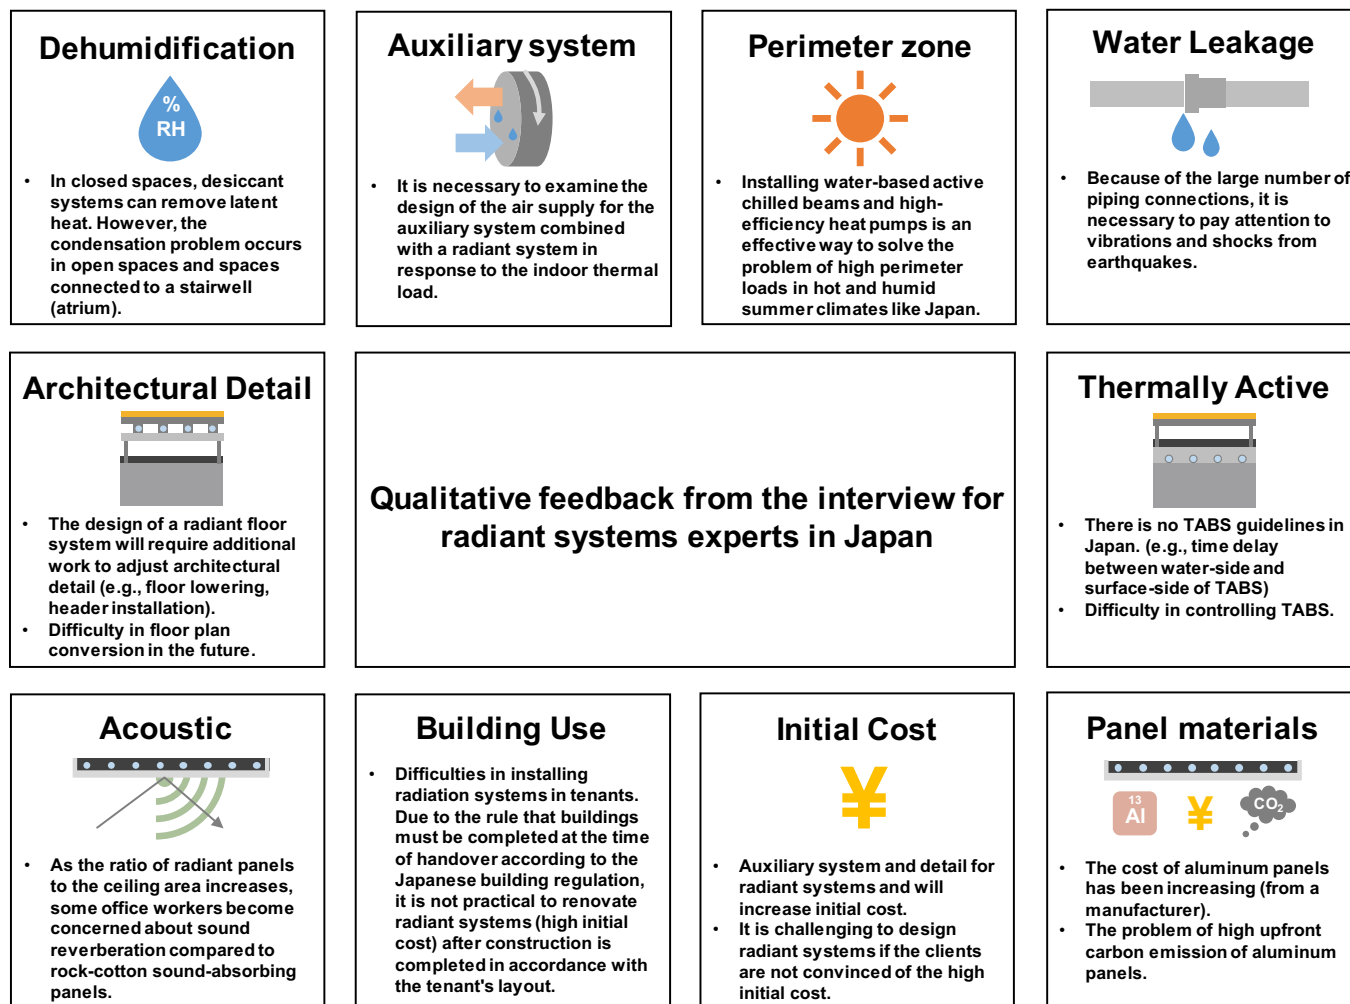 Dehumidification
%
RH
• In closed spaces, desiccant
systems can remove latent
heat. However, the
condensation problem occurs
in open spaces and spaces
connected to a stairwell
(atrium).
Auxiliary system
• It is necessary to examine the
design of the air supply for the
auxiliary system combined
with a radiant system in
response to the indoor thermal
load.
Perimeter zone
• Installing water-based active
chilled beams and high-
efficiency heat pumps is an
effective way to solve the
problem of high perimeter
loads in hot and humid
summer climates like Japan.
Water Leakage
• Because of the large number of
piping connections, it is
necessary to pay attention to
vibrations and shocks from
earthquakes.
Architectural Detail
• The design of a radiant floor
system will require additional
work to adjust architectural
detail (e.g., floor lowering,
header installation).
• Difficulty in floor plan
conversion in the future.
Qualitative feedback from the interview for
radiant systems experts in Japan
Thermally Active
• There is no TABS guidelines in
Japan. (e.g., time delay
between water-side and
surface-side of TABS)
• Difficulty in controlling TABS.
Acoustic
• As the ratio of radiant panels
to the ceiling area increases,
some office workers become
concerned about sound
reverberation compared to
rock-cotton sound-absorbing
panels.
Building Use
• Difficulties in installing
radiation systems in tenants.
Due to the rule that buildings
must be completed at the time
of handover according to the
Japanese building regulation,
it is not practical to renovate
radiant systems (high initial
cost) after construction is
completed in accordance with
the tenant's layout.
Initial Cost
¥
• Auxiliary system and detail for
radiant systems and will
increase initial cost.
• It is challenging to design
radiant systems if the clients
are not convinced of the high
initial cost.
Panel materials
13
Al
¥
CO₂
• The cost of aluminum panels
has been increasing (from a
manufacturer).
• The problem of high upfront
carbon emission of aluminum
panels.